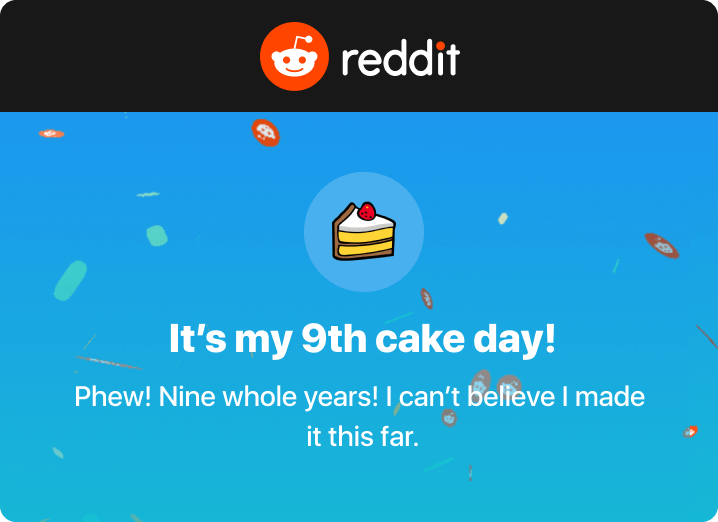 reddit
It’s my 9th cake day!
Phew! Nine whole years! I can’t believe I made
it this far.